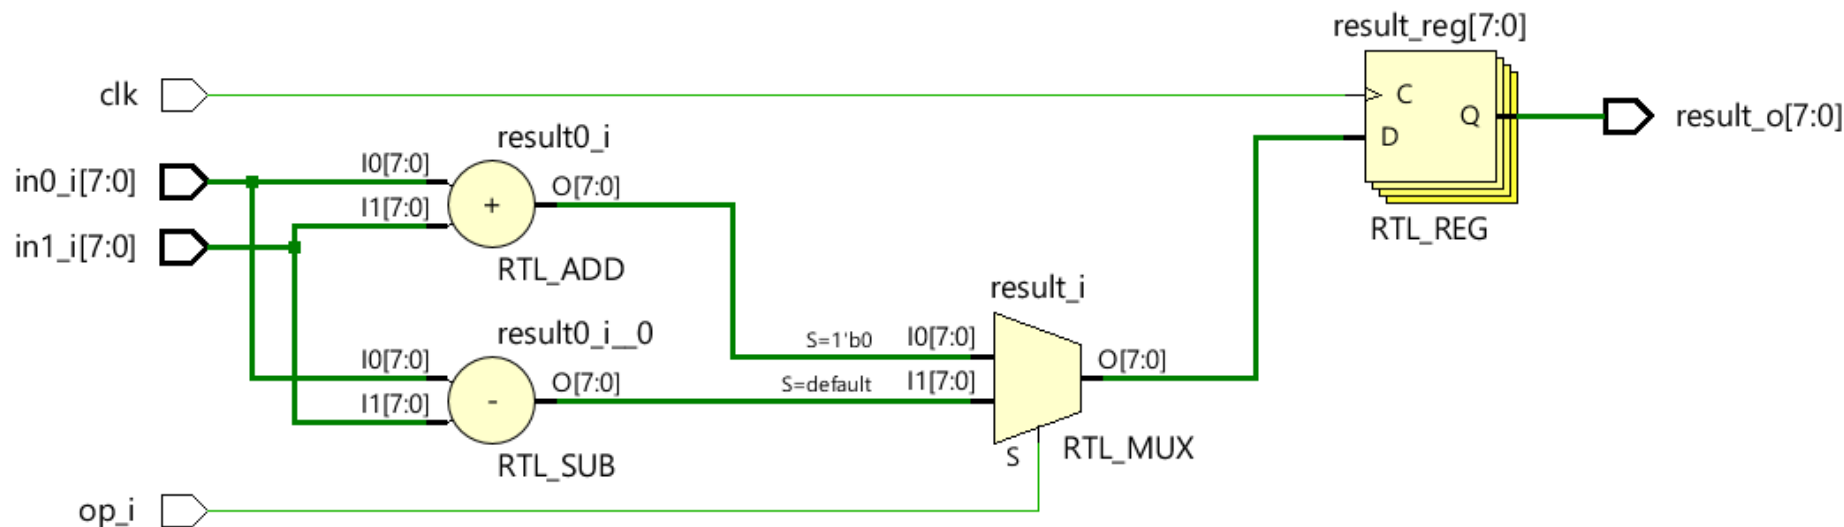 result_reg[7:0]
clk
C
Q
D
result_o[7:0]
RTL_REG
result0_i
in0_i[7:0]
I0[7:0]
O[7:0]
+
in1_i[7:0]
I1[7:0]
RTL_ADD
result0_i__0
I0[7:0]
O[7:0]
-
I1[7:0]
RTL_SUB
result_i
S=1'b0
I0[7:0]
S=default
I1[7:0]
O[7:0]
S
RTL_MUX
op_i